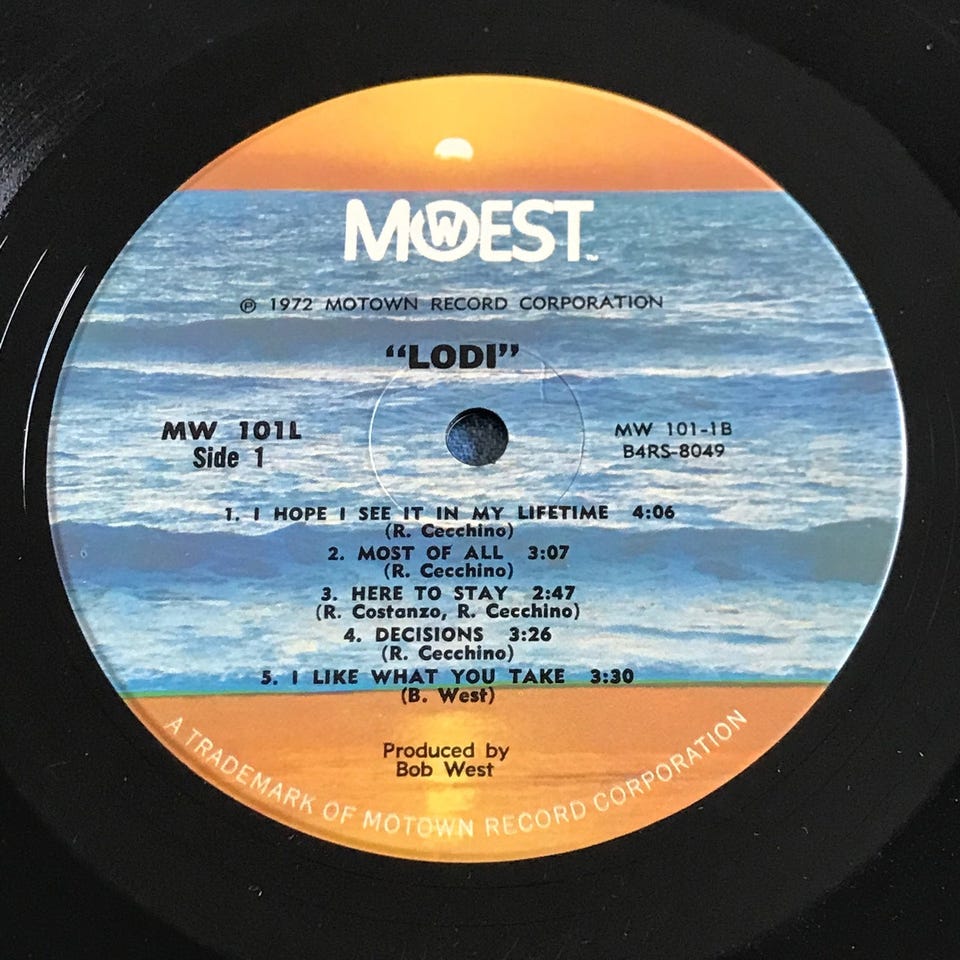 MOWEST™
℗ 1972 MOTOWN RECORD CORPORATION
"LODI"
MW 101L
Side 1
MW 101-1B
B4RS-8049
1. I HOPE I SEE IT IN MY LIFETIME 4:06
(R. Cecchino)
2. MOST OF ALL 3:07
(R. Cecchino)
3. HERE TO STAY 2:47
(R. Costanzo, R. Cecchino)
4. DECISIONS 3:26
(R. Cecchino)
5. I LIKE WHAT YOU TAKE 3:30
(B. West)
Produced by
Bob West
A TRADEMARK OF MOTOWN RECORD CORPORATION